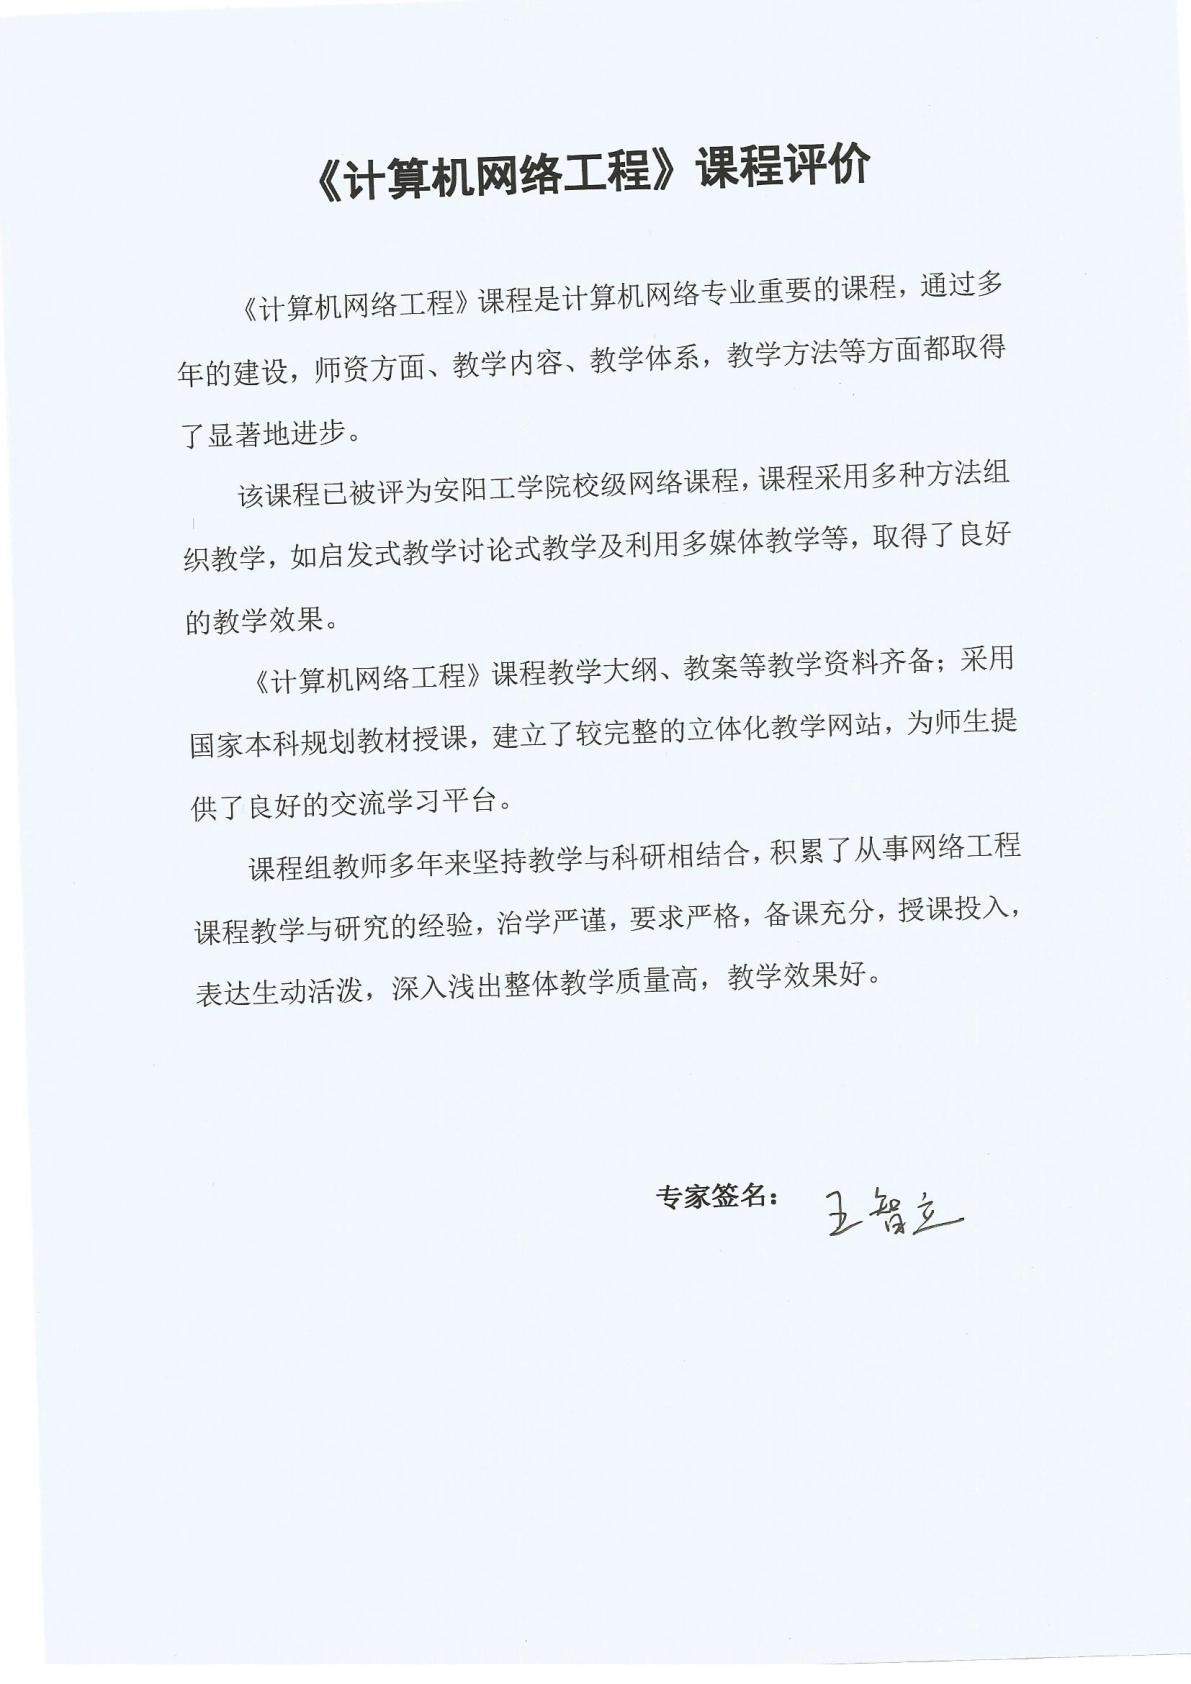 《计算机网络工程》课程评价
《计算机网络工程》课程是计算机网络专业重要的课程，通过多
年的建设，师资方面、教学内容、教学体系，教学方法等方面都取得
了显著地进步。
该课程已被评为安阳工学院校级网络课程，课程采用多种方法组
织教学，如启发式教学讨论式教学及利用多媒体教学等，取得了良好
的教学效果。
《计算机网络工程》课程教学大纲、教案等教学资料齐备；采用
国家本科规划教材授课，建立了较完整的立体化教学网站，为师生提
供了良好的交流学习平台。
课程组教师多年来坚持教学与科研相结合，积累了从事网络工程
课程教学与研究的经验，治学严谨，要求严格，备课充分，授课投入，
表达生动活泼，深入浅出整体教学质量高，教学效果好。
专家签名： 王智立